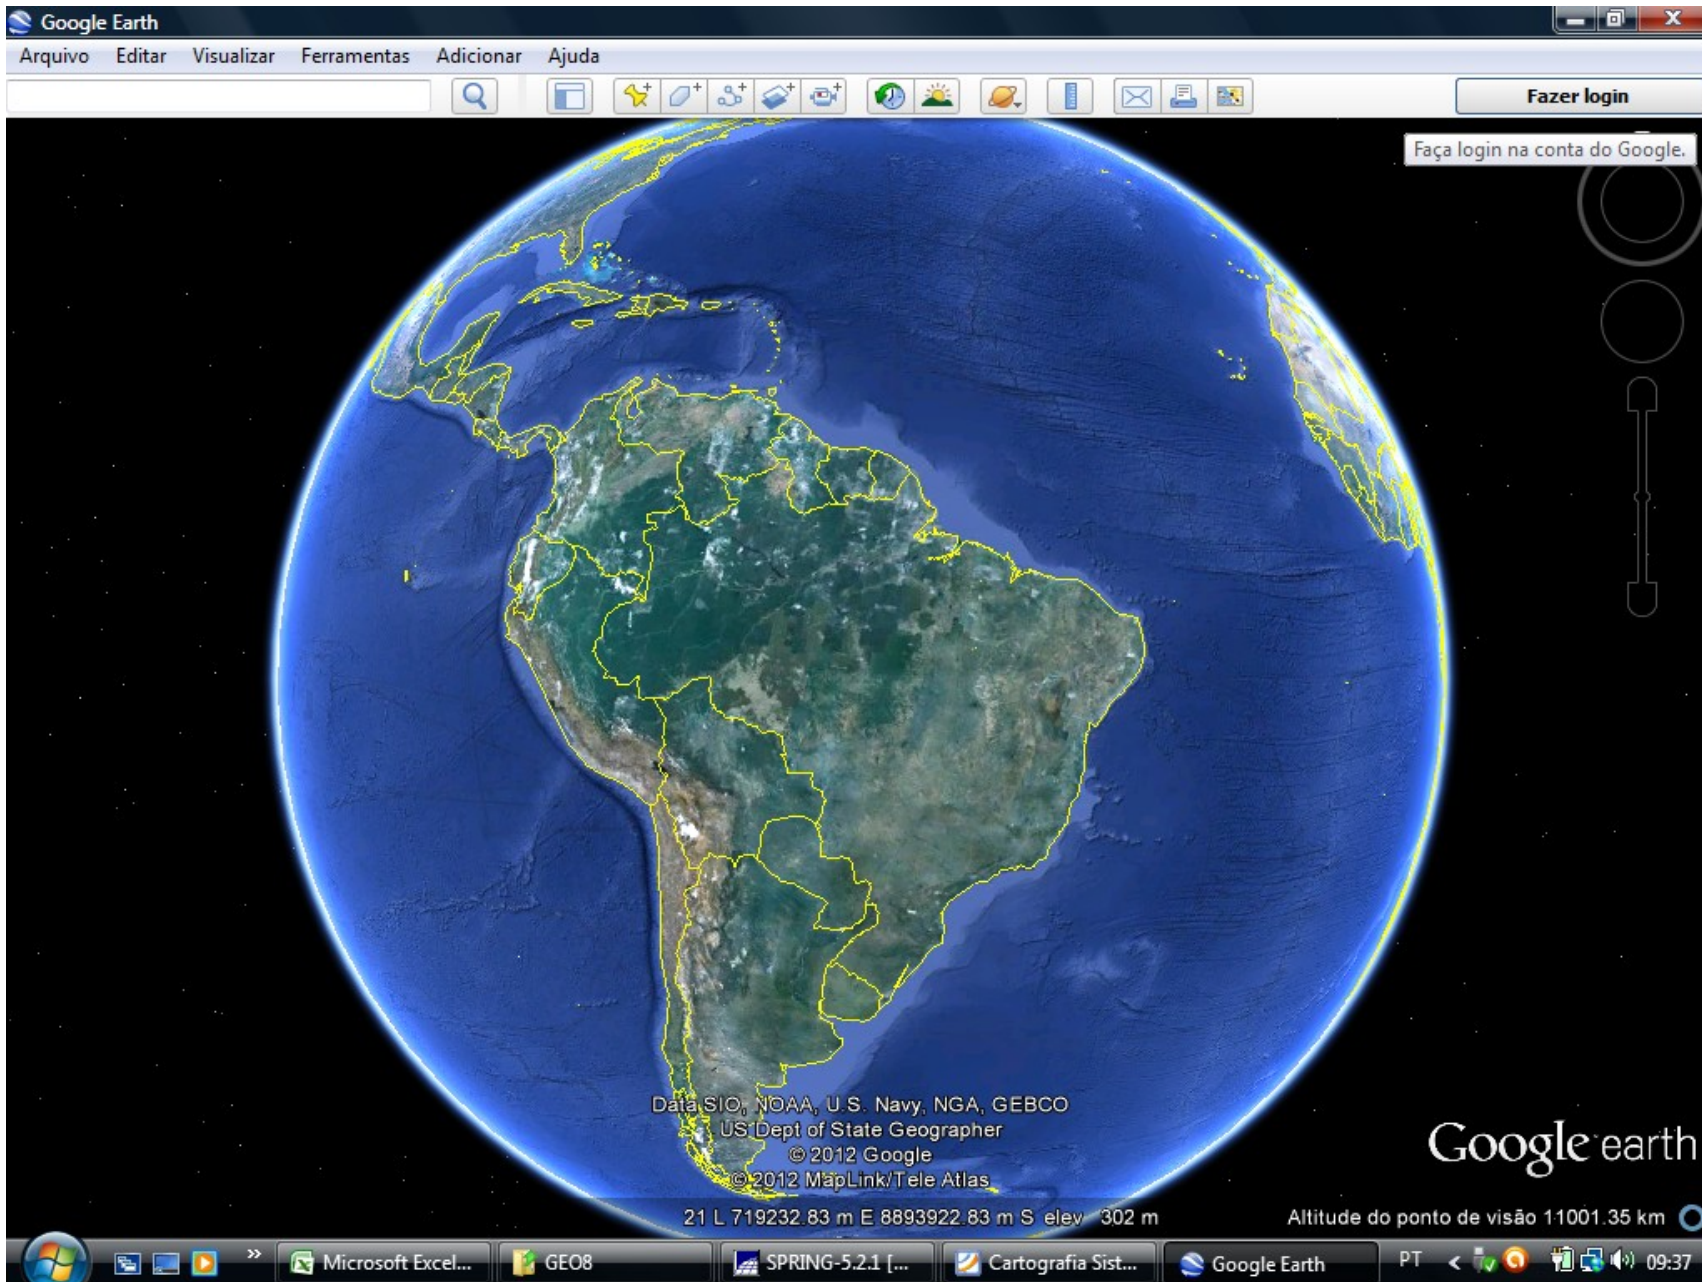 Google Earth
Arquivo Editar Visualizar Ferramentas Adicionar Ajuda
Fazer login
Faça login na conta do Google.
Data SIO, NOAA, U.S. Navy, NGA, GEBCO
US Dept of State Geographer
© 2012 Google
© 2012 MapLink/Tele Atlas
Google earth
21 L 719232.83 m E 8893922.83 m S elev 302 m
Altitude do ponto de visão 11001.35 km
» Microsoft Excel... GEO8 SPRING-5.2.1 [... Cartografia Sist... Google Earth PT < 09:37